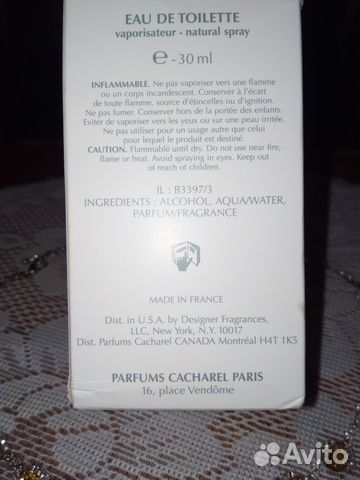 EAU DE TOILETTE
vaporisateur - natural spray
e - 30 ml
INFLAMMABLE. Ne pas vaporiser vers une flamme
ou un corps incandescent. Conserver à l'écart
de toute flamme, source d'étincelles ou d'ignition.
Ne pas fumer. Conserver hors de la portée des enfants.
Eviter de vaporiser vers les yeux ou sur une peau irritée.
Ne pas utiliser pour un usage autre que celui
pour lequel le produit est destiné.
CAUTION. Flammable until dry. Do not use near fire,
flame or heat. Avoid spraying in eyes. Keep out
of reach of children.
IL : B3397/3
INGREDIENTS : ALCOHOL, AQUA/WATER,
PARFUM/FRAGRANCE
MADE IN FRANCE
Dist. in U.S.A. by Designer Fragrances,
LLC, New York, N.Y. 10017
Dist. Parfums Cacharel CANADA Montréal H4T 1K5
PARFUMS CACHAREL PARIS
16, place Vendôme
Avito